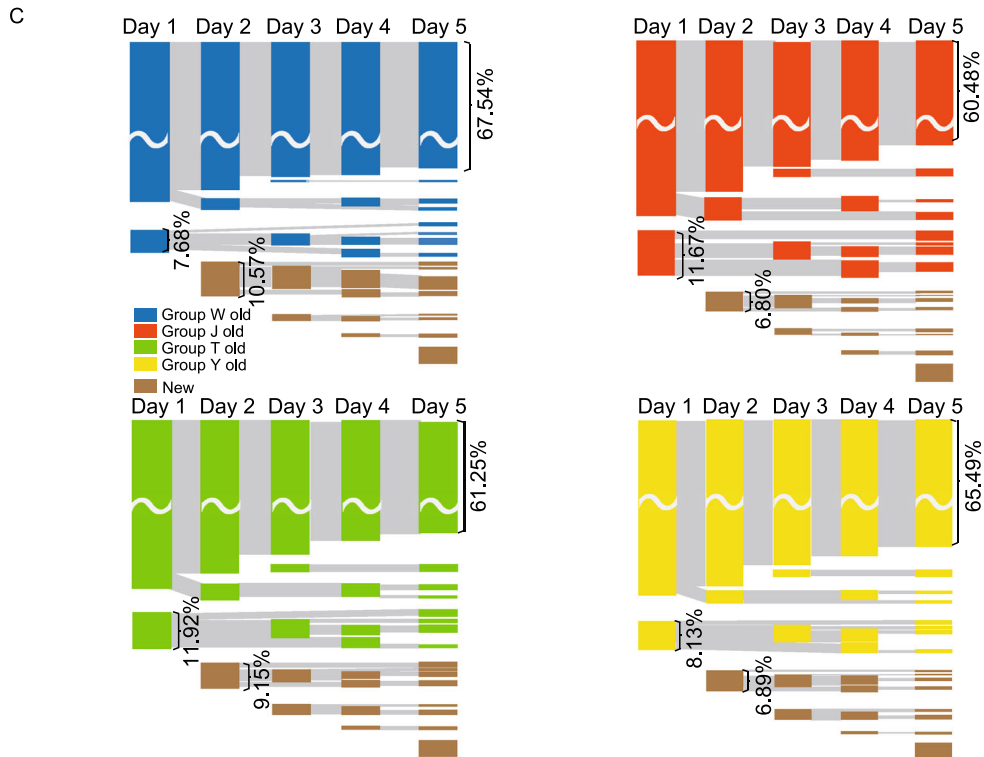 C
Day 1 Day 2 Day 3 Day 4 Day 5
67.54%
7.68%
10.57%
Day 1 Day 2 Day 3 Day 4 Day 5
60.48%
11.67%
6.80%
Group W old
Group J old
Group T old
Group Y old
New
Day 1 Day 2 Day 3 Day 4 Day 5
61.25%
11.92%
9.15%
Day 1 Day 2 Day 3 Day 4 Day 5
65.49%
8.13%
6.89%